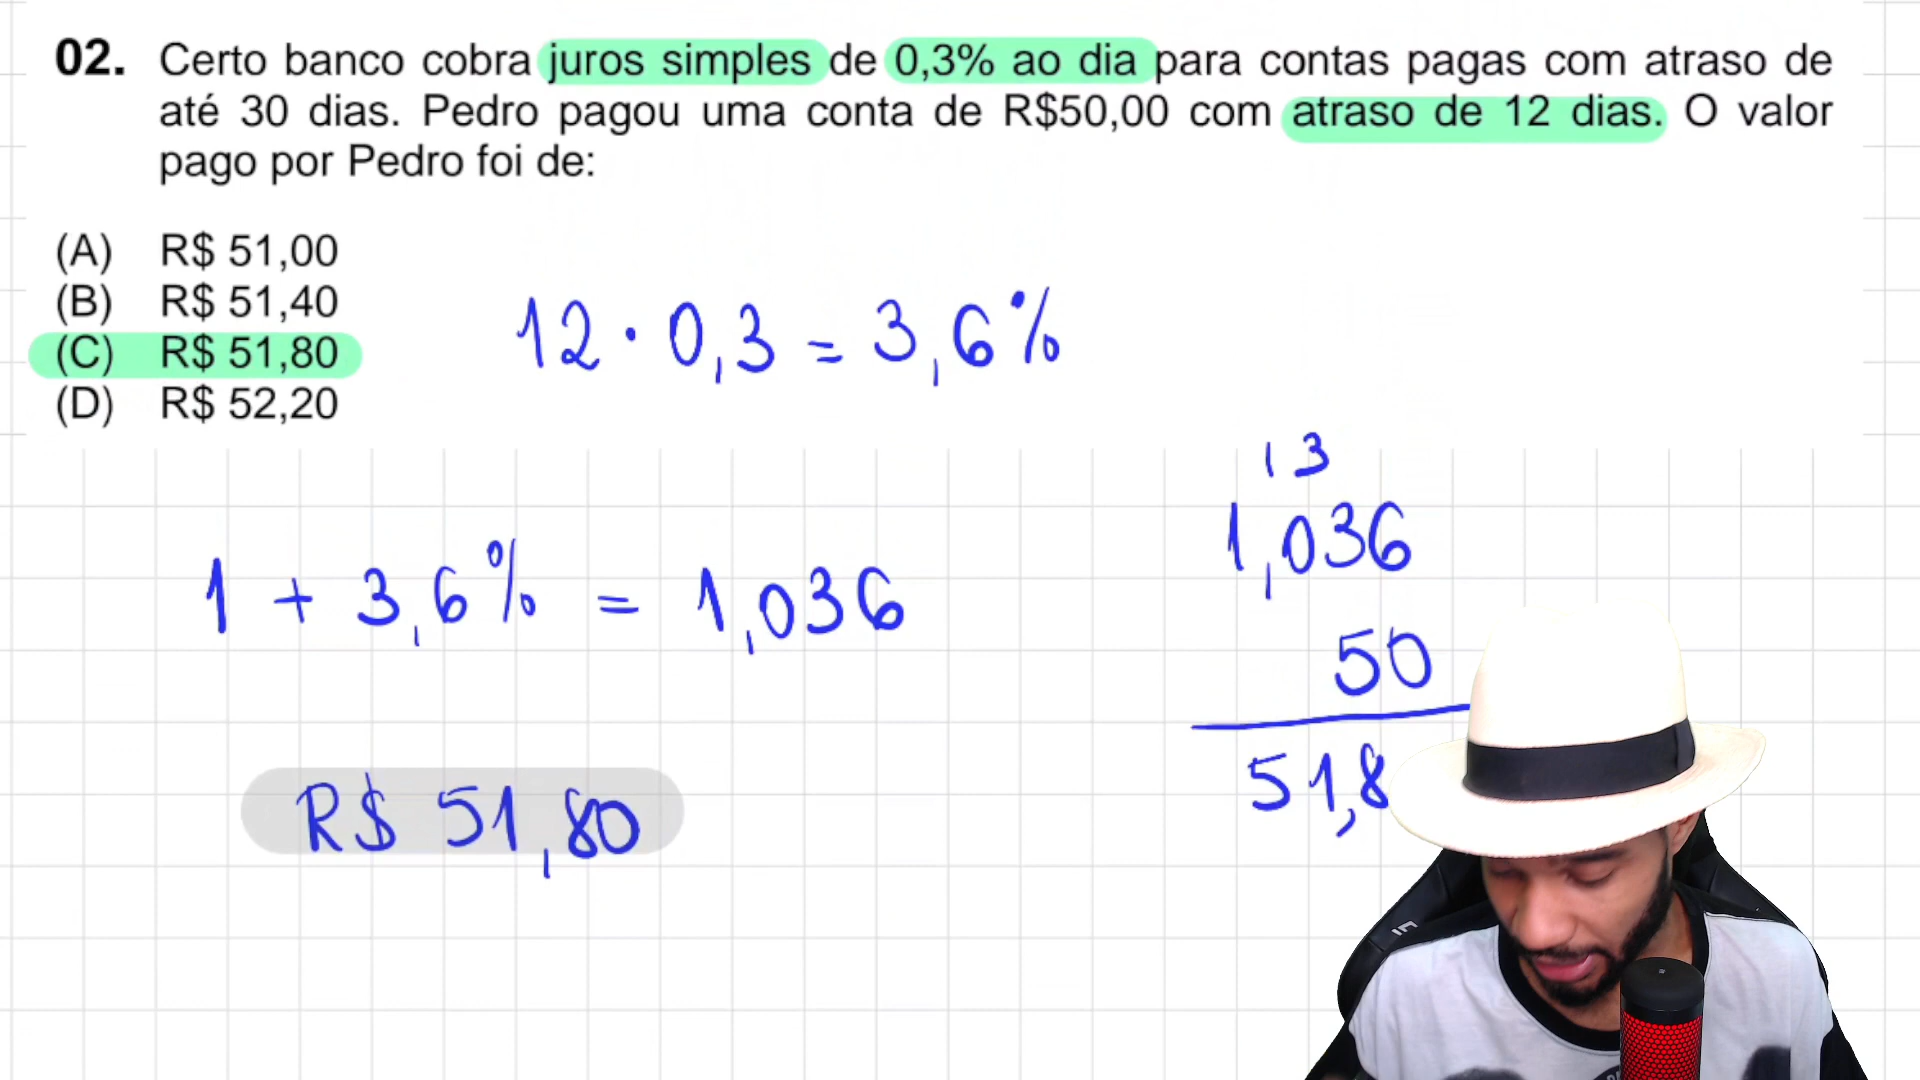 02. Certo banco cobra juros simples de 0,3% ao dia para contas pagas com atraso de
até 30 dias. Pedro pagou uma conta de R$50,00 com atraso de 12 dias. O valor
pago por Pedro foi de:
(A) R$ 51,00
(B) R$ 51,40
(C) R$ 51,80
(D) R$ 52,20
12 · 0,3 = 3,6%
1 3
1,036
50
51,8
1 + 3,6% = 1,036
R$ 51,80